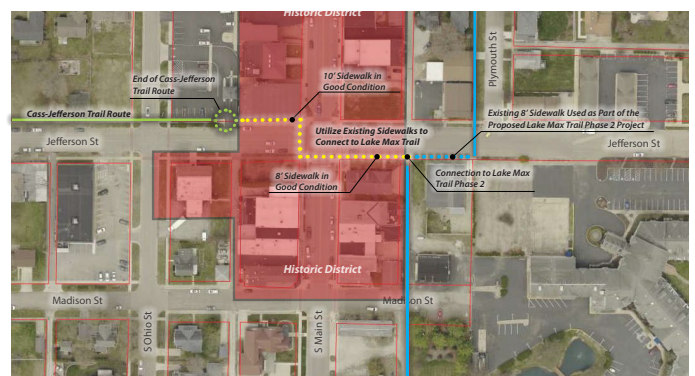 Historic District
10' Sidewalk in
Good Condition
End of Cass-Jefferson
Trail Route
Plymouth St
Cass-Jefferson Trail Route
Existing 8' Sidewalk Used as Part of the
Proposed Lake Max Trail Phase 2 Project
Utilize Existing Sidewalks to
Connect to Lake Max Trail
Jefferson St
Jefferson St
8' Sidewalk in
Good Condition
Connection to Lake Max
Trail Phase 2
Historic District
Madison St
Madison St
S Ohio St
S Main St